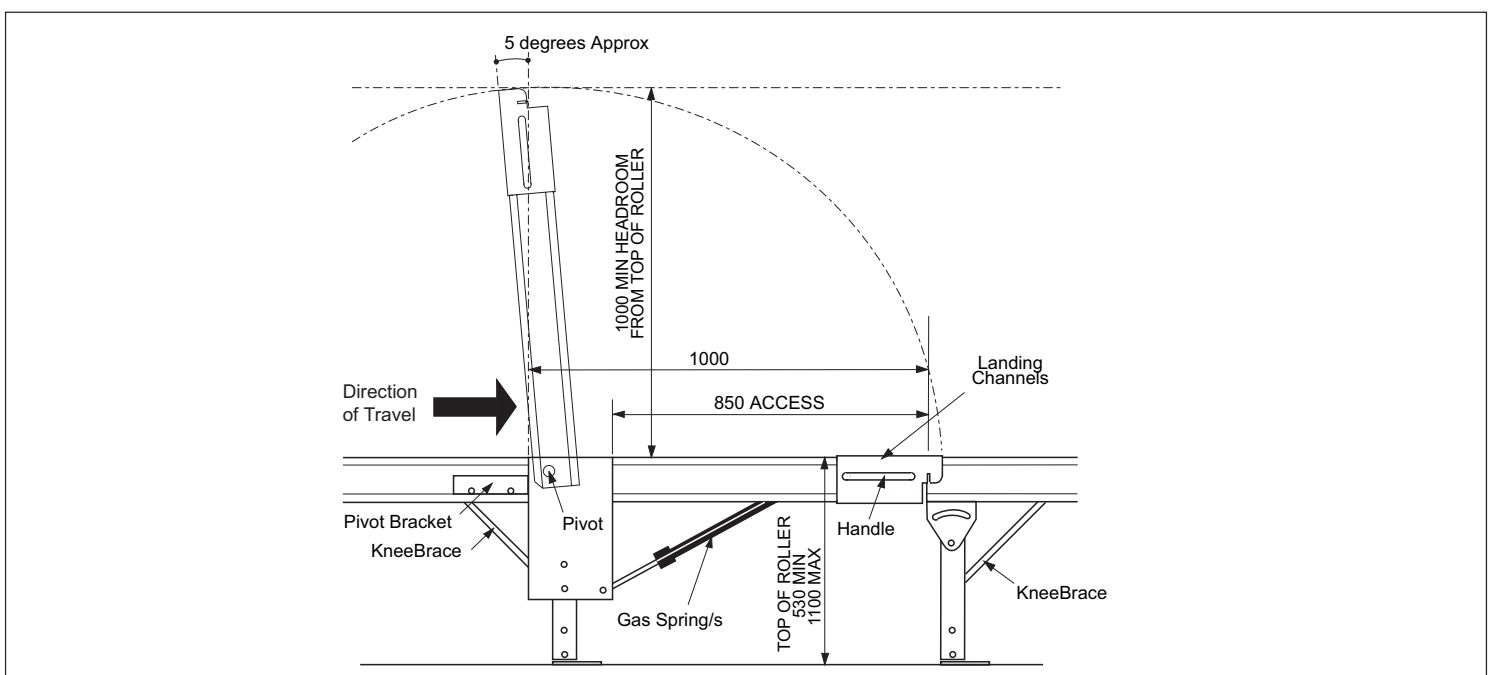 5 degrees Approx
1000 MIN HEADROOM
FROM TOP OF ROLLER
1000
Landing
Channels
Direction
of Travel
850 ACCESS
Pivot Bracket
KneeBrace
Pivot
Handle
Gas Spring/s
TOP OF ROLLER
530 MIN
1100 MAX
KneeBrace